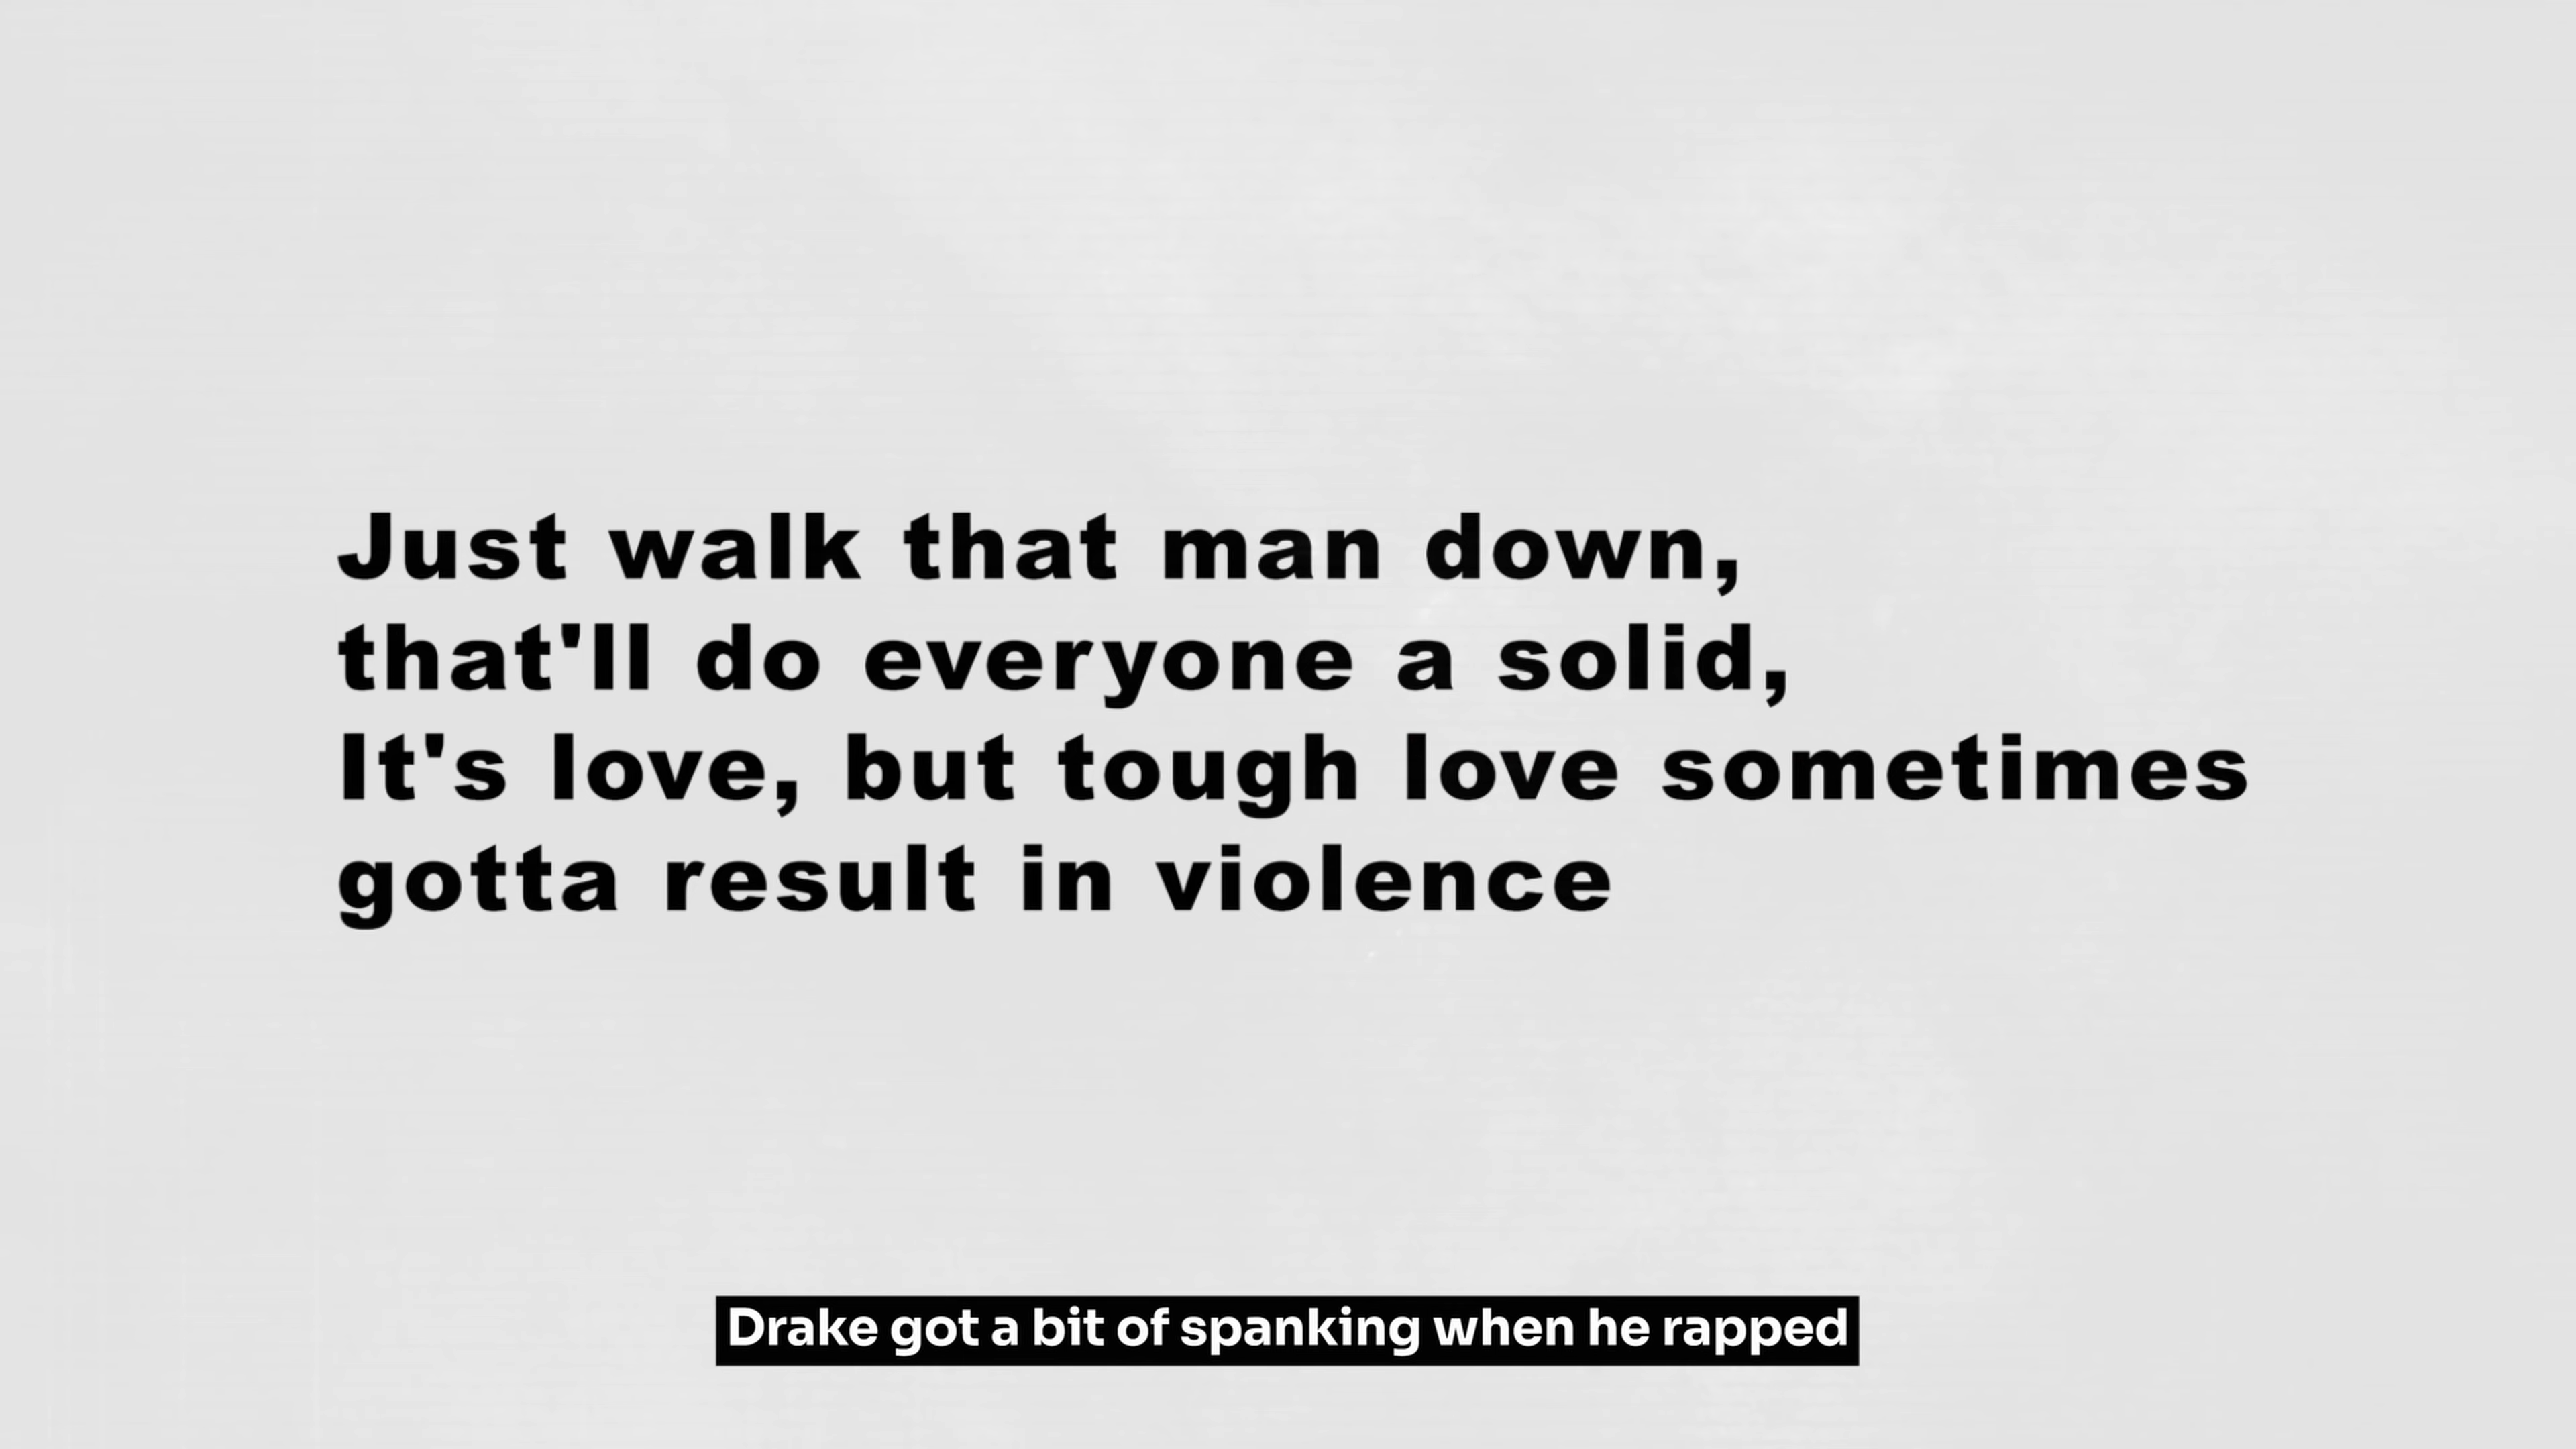 Just walk that man down,
that'll do everyone a solid,
It's love, but tough love sometimes
gotta result in violence
Drake got a bit of spanking when he rapped